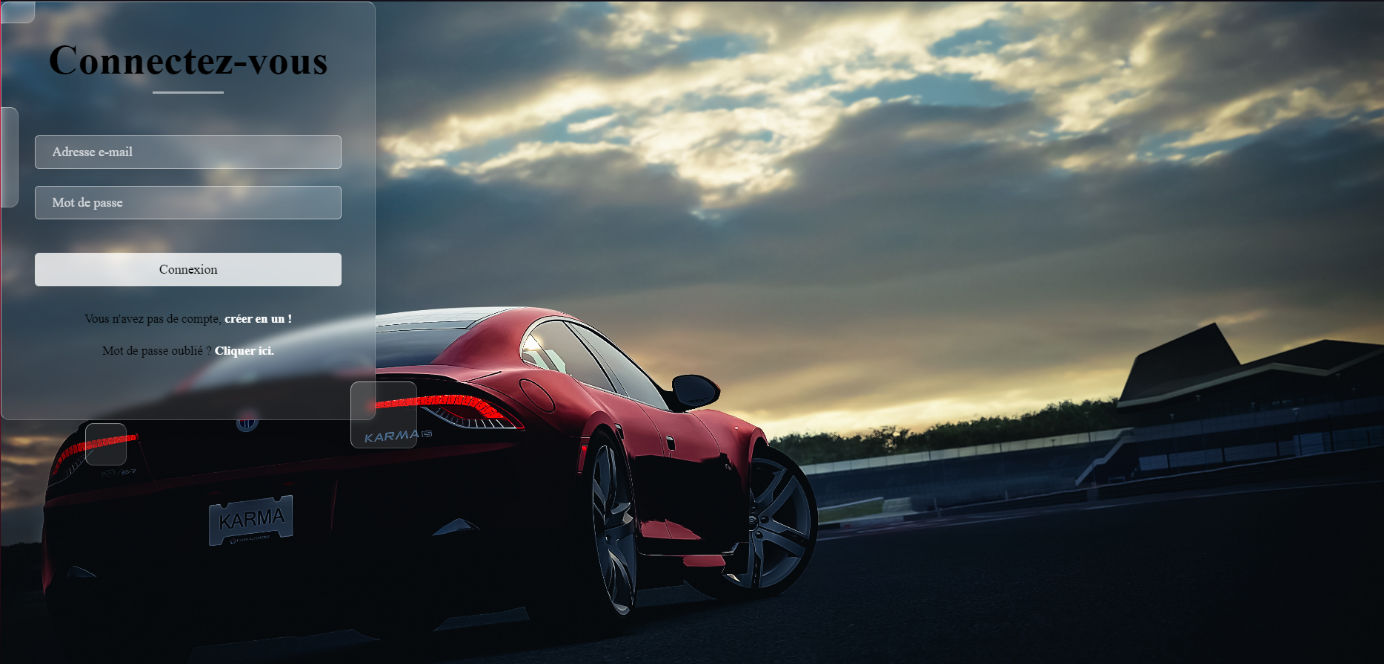 Connectez-vous
Adresse e-mail
Mot de passe
Connexion
Vous n'avez pas de compte, créer en un !
Mot de passe oublié ? Cliquer ici.
KARMA
KARMA